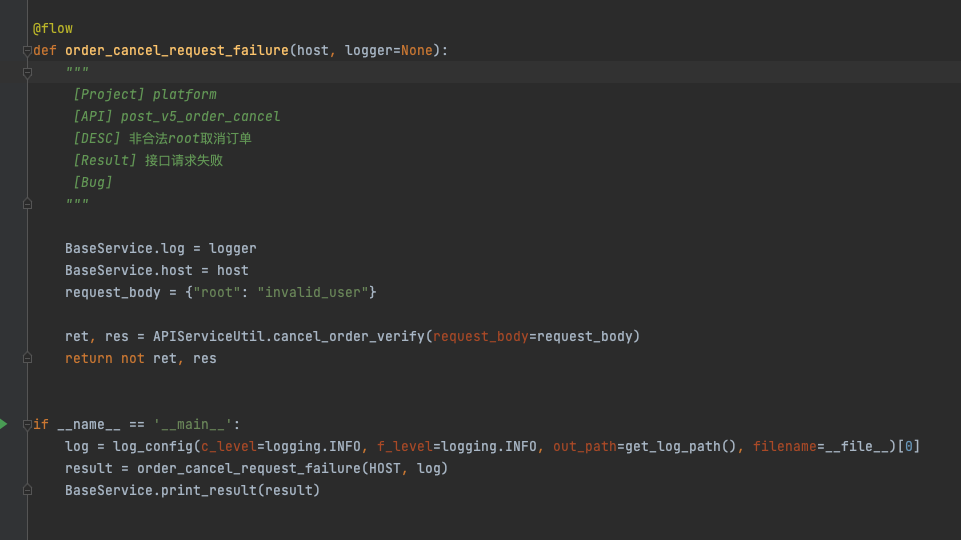 @flow
def order_cancel_request_failure(host, logger=None):
"""
[Project] platform
[API] post_v5_order_cancel
[DESC] 非合法root取消订单
[Result] 接口请求失败
[Bug]
"""
BaseService.log = logger
BaseService.host = host
request_body = {"root": "invalid_user"}
ret, res = APIServiceUtil.cancel_order_verify(request_body=request_body)
return not ret, res
if __name__ == '__main__':
log = log_config(c_level=logging.INFO, f_level=logging.INFO, out_path=get_log_path(), filename=__file__)[0]
result = order_cancel_request_failure(HOST, log)
BaseService.print_result(result)